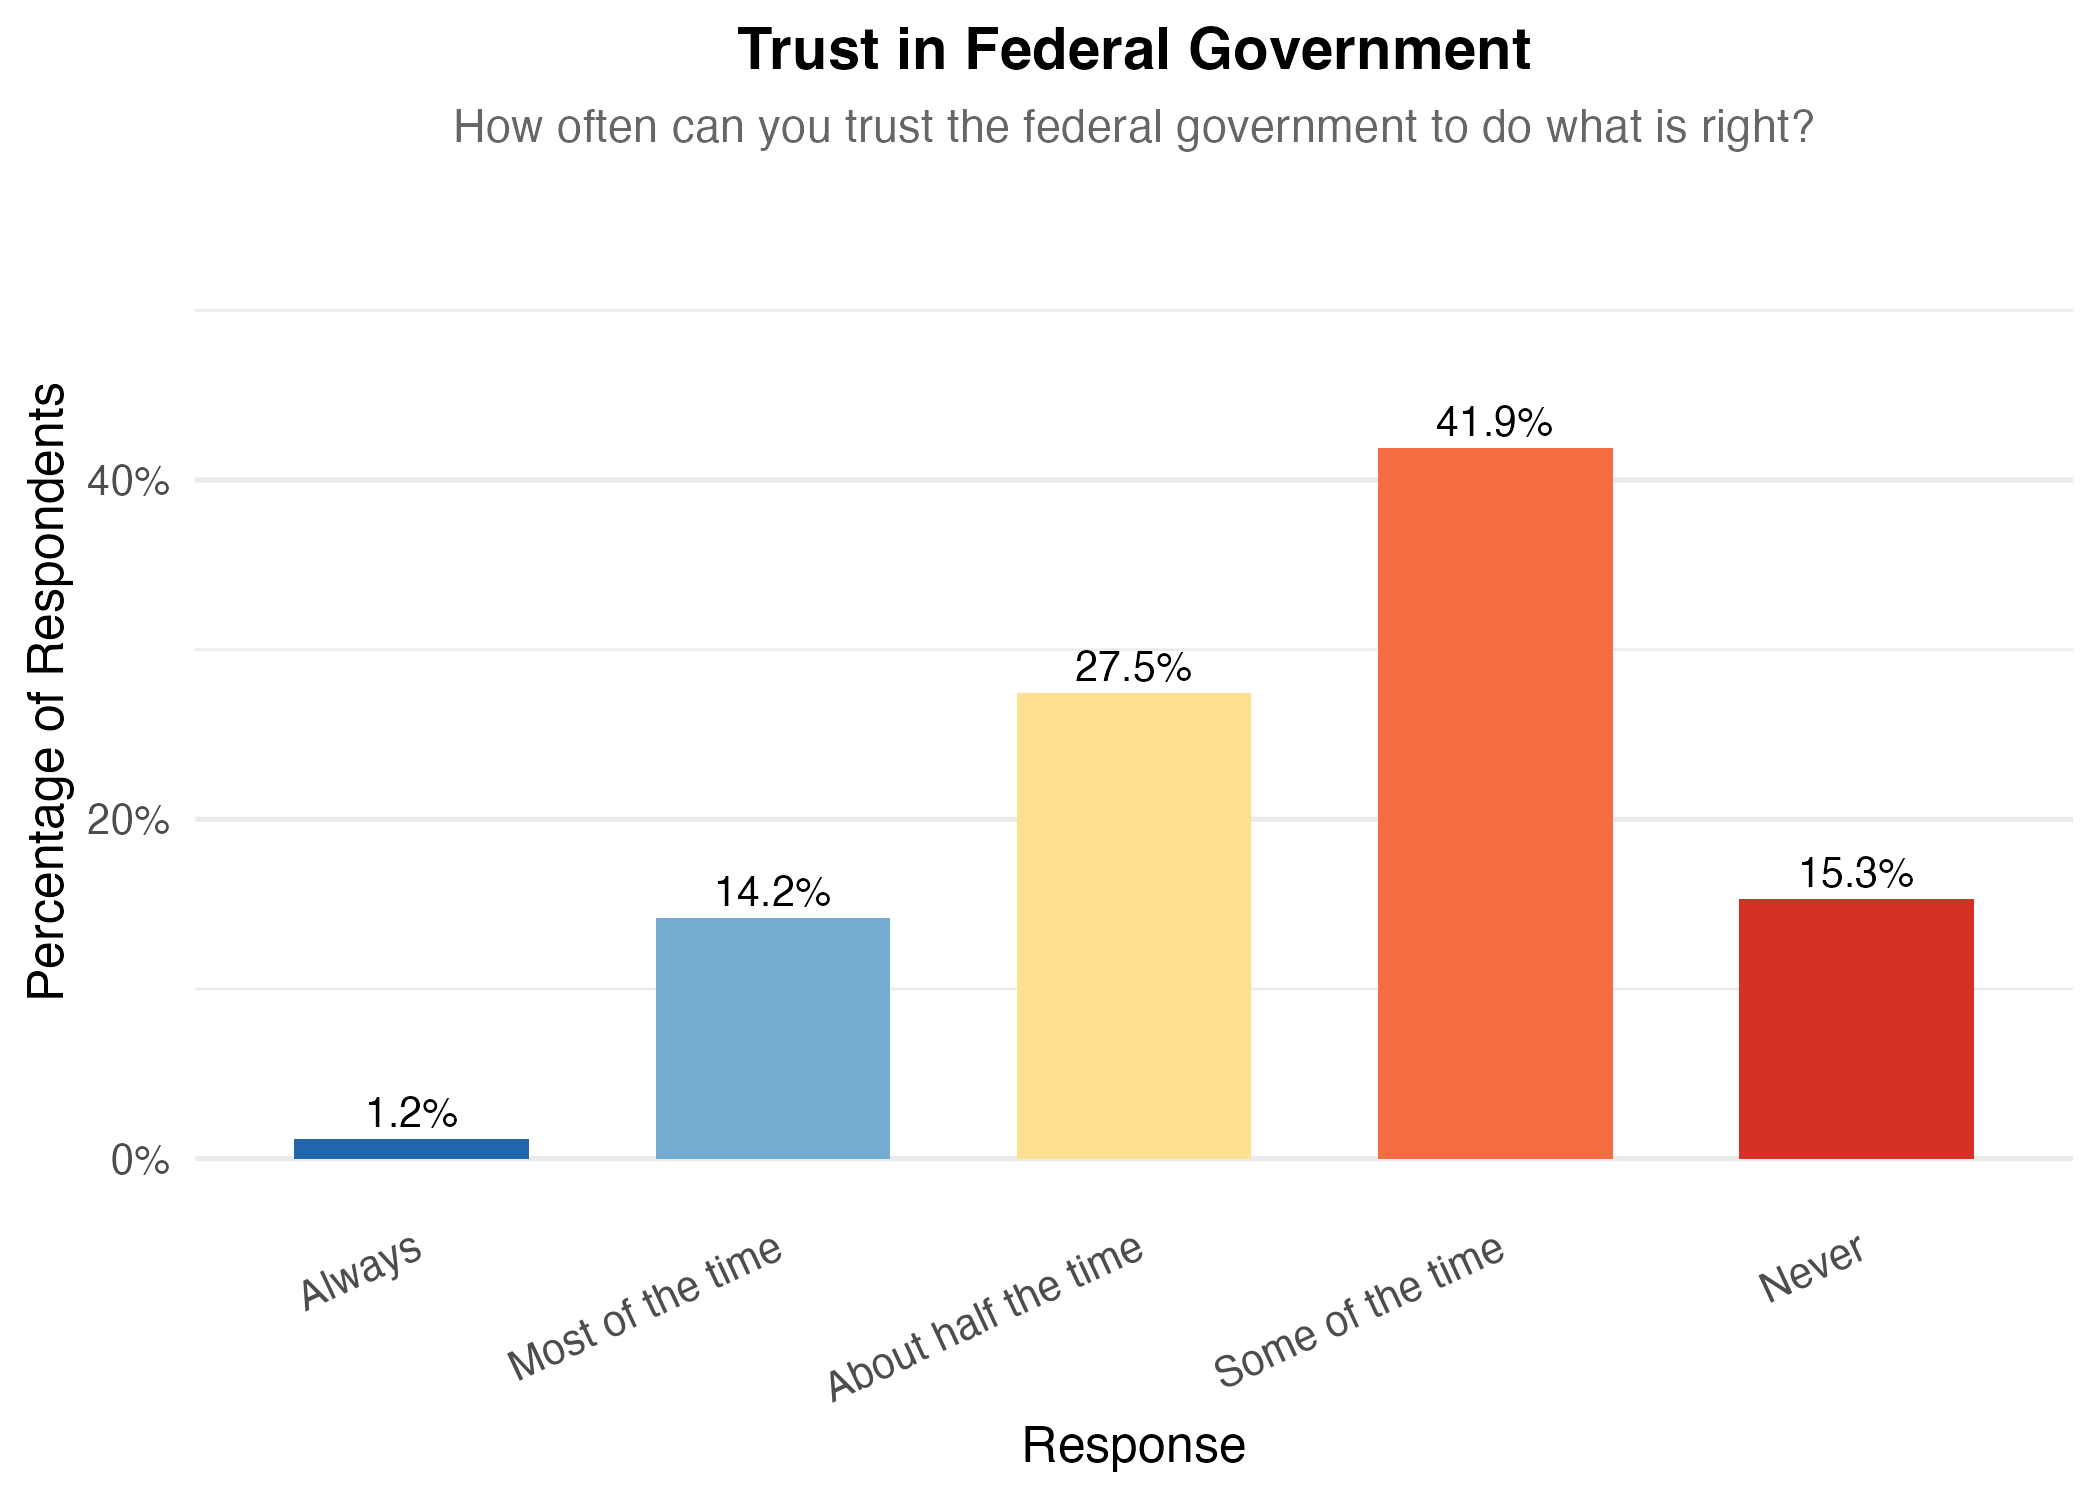 Trust in Federal Government
How often can you trust the federal government to do what is right?
Percentage of Respondents
40%
20%
0%
1.2%
14.2%
27.5%
41.9%
15.3%
Always
Most of the time
About half the time
Some of the time
Never
Response